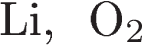 Li, O₂